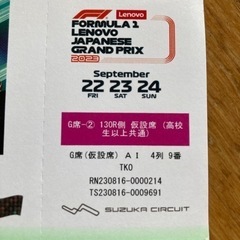 Lenovo
FORMULA 1
LENOVO
JAPANESE
GRAND PRIX
2023
September
22 23 24
FRI SAT SUN
G席-② 130R側 仮設席 (高校
生以上共通)
G席(仮設席) AI 4列 9番
TKO
RN230816-0000214
TS230816-0009691
SUZUKA CIRCUIT